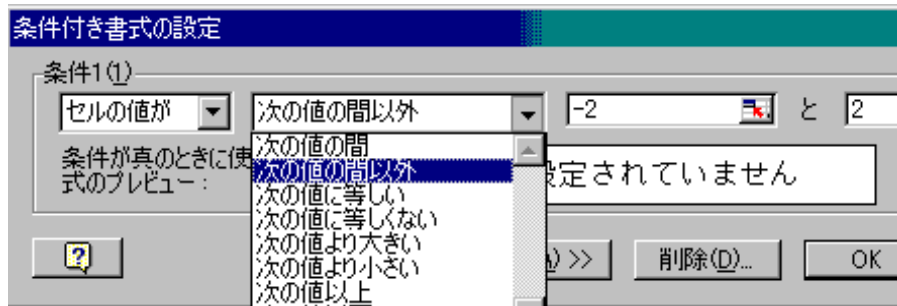 条件付き書式の設定
条件1(1)
セルの値が 次の値の間以外 -2 と 2
次の値の間
次の値の間以外
次の値に等しい
次の値に等しくない
次の値より大きい
次の値より小さい
次の値以上
条件が真のときに使
式のプレビュー：
設定されていません
) >> 削除(D)... OK